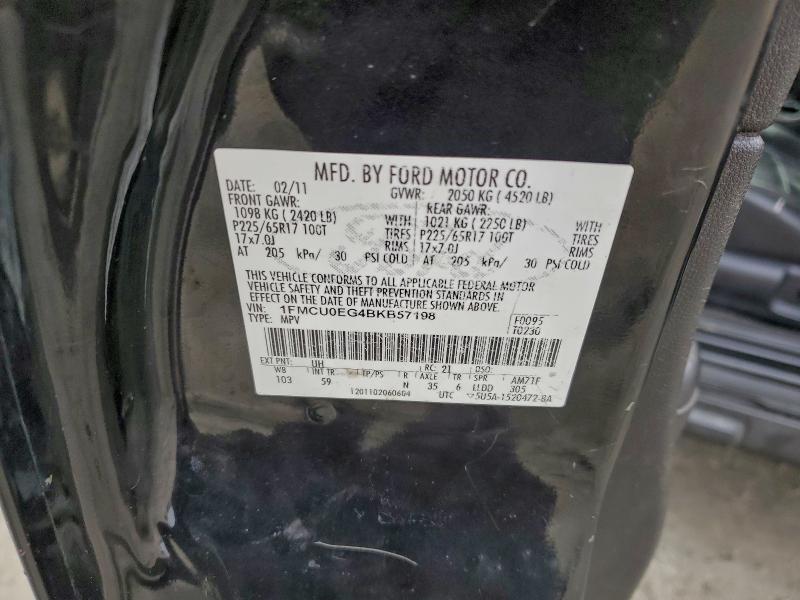 MFD. BY FORD MOTOR CO.
DATE: 02/11 GVWR: 2050 KG ( 4520 LB)
FRONT GAWR: REAR GAWR:
1098 KG ( 2420 LB) WITH 1021 KG ( 2250 LB) WITH
P225/65R17 100T TIRES P225/65R17 100T TIRES
17x7.0J RIMS 17x7.0J RIMS
AT 205 kPa/ 30 PSI COLD AT 205 kPa/ 30 PSI COLD
THIS VEHICLE CONFORMS TO ALL APPLICABLE FEDERAL MOTOR
VEHICLE SAFETY AND THEFT PREVENTION STANDARDS IN
EFFECT ON THE DATE OF MANUFACTURE SHOWN ABOVE.
VIN: 1FMCU0EG4BKB57198 F0095
TYPE: MPV T0230
EXT PNT: UH RC: 21 DSO:
WB INT TR TP/PS R AXLE TR SPR AM71F
103 59 N 35 6 LLDD 305
1201102060604 UTC 5U5A-1520472-BA